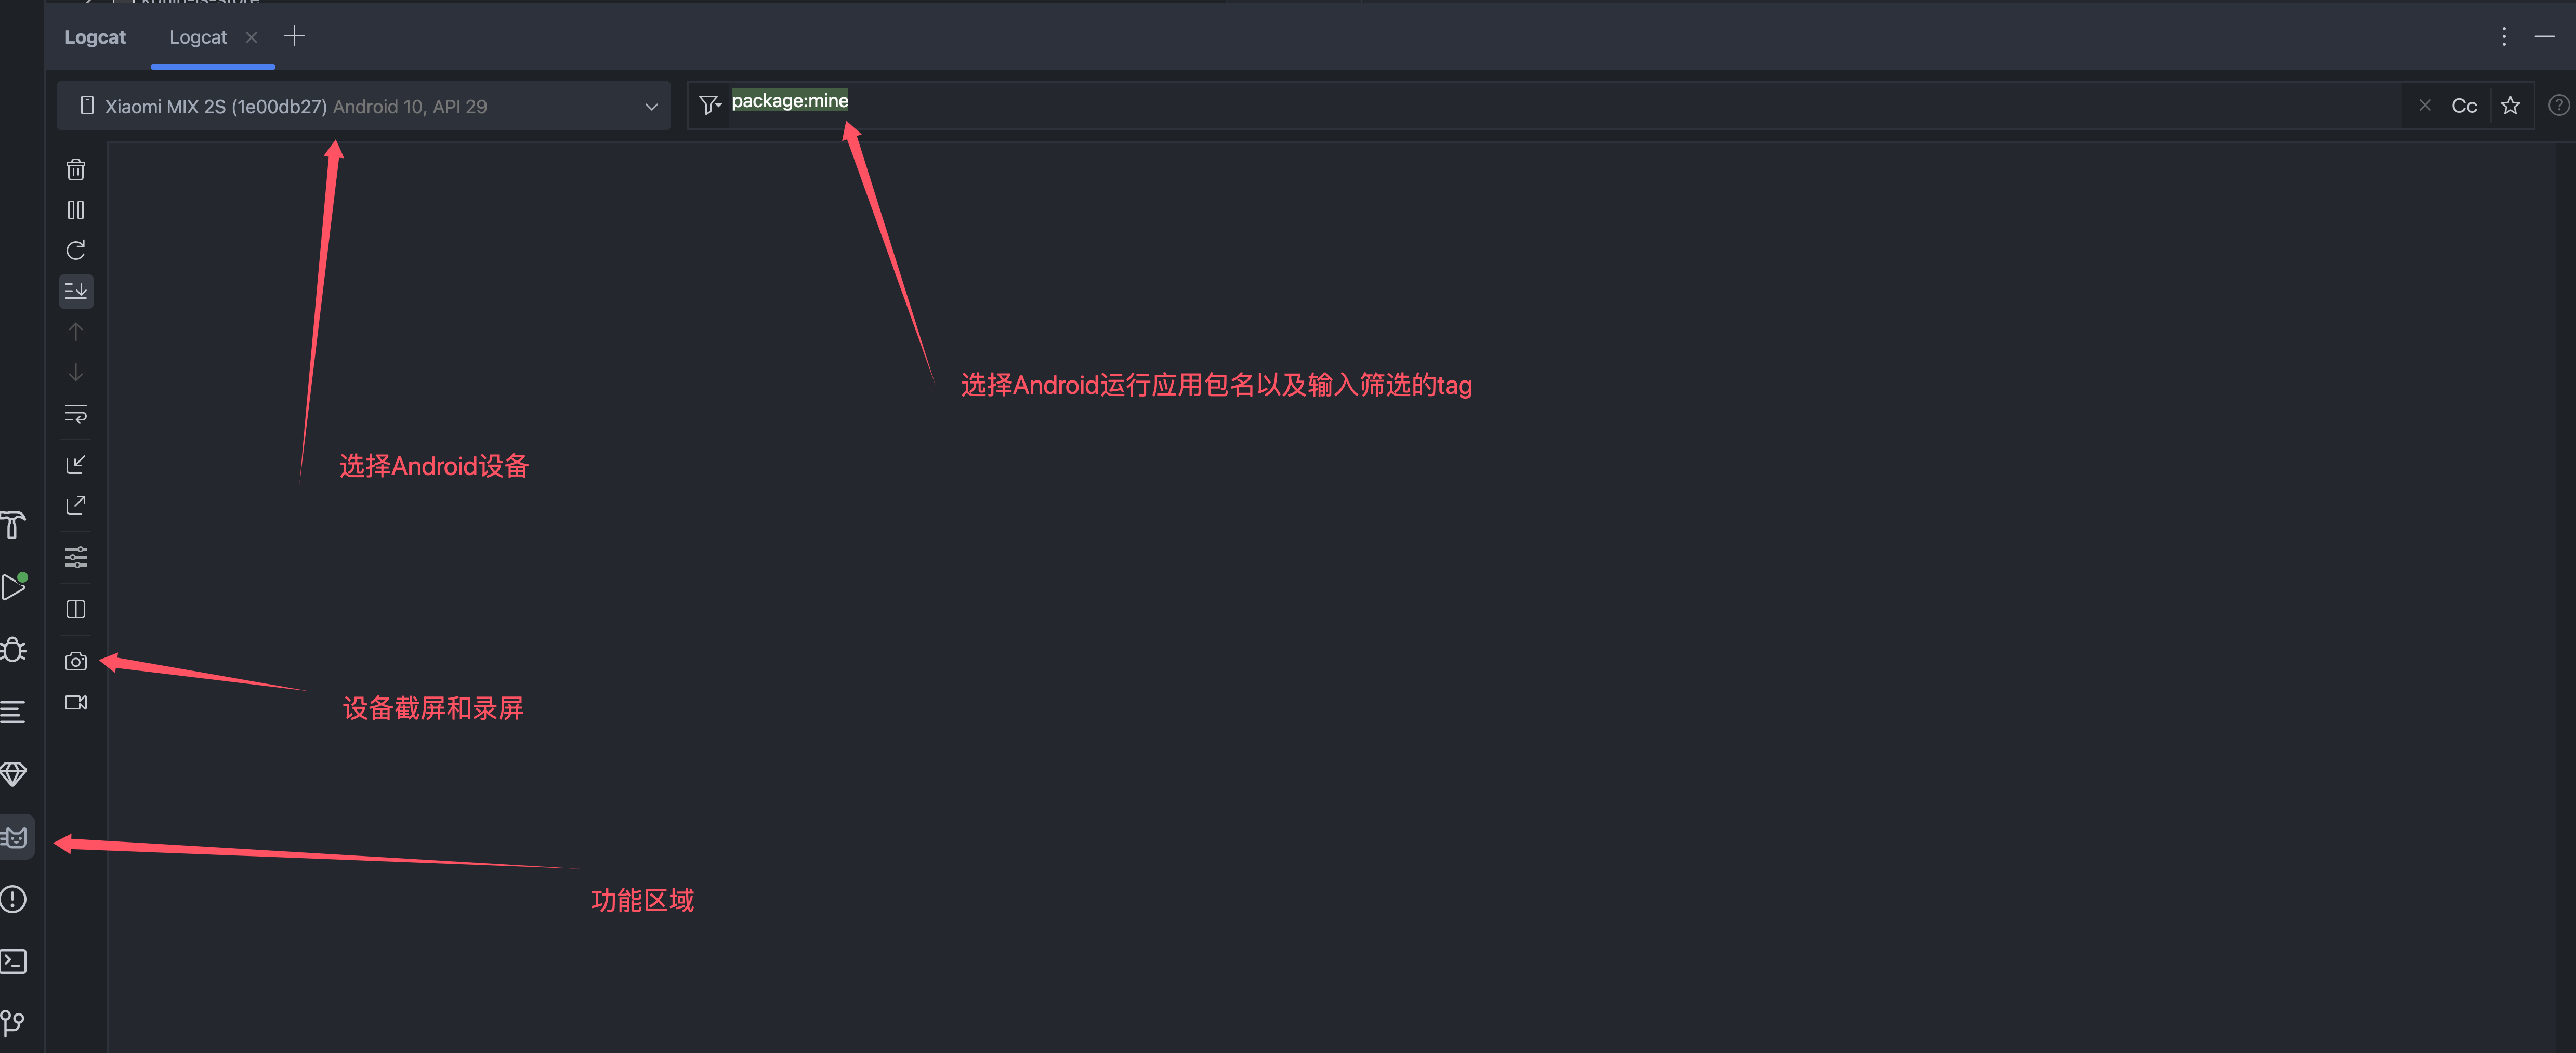 kotlin-ls-store
Logcat
Logcat
Xiaomi MIX 2S (1e00db27) Android 10, API 29
package:mine
Cc
选择Android运行应用包名以及输入筛选的tag
选择Android设备
设备截屏和录屏
功能区域